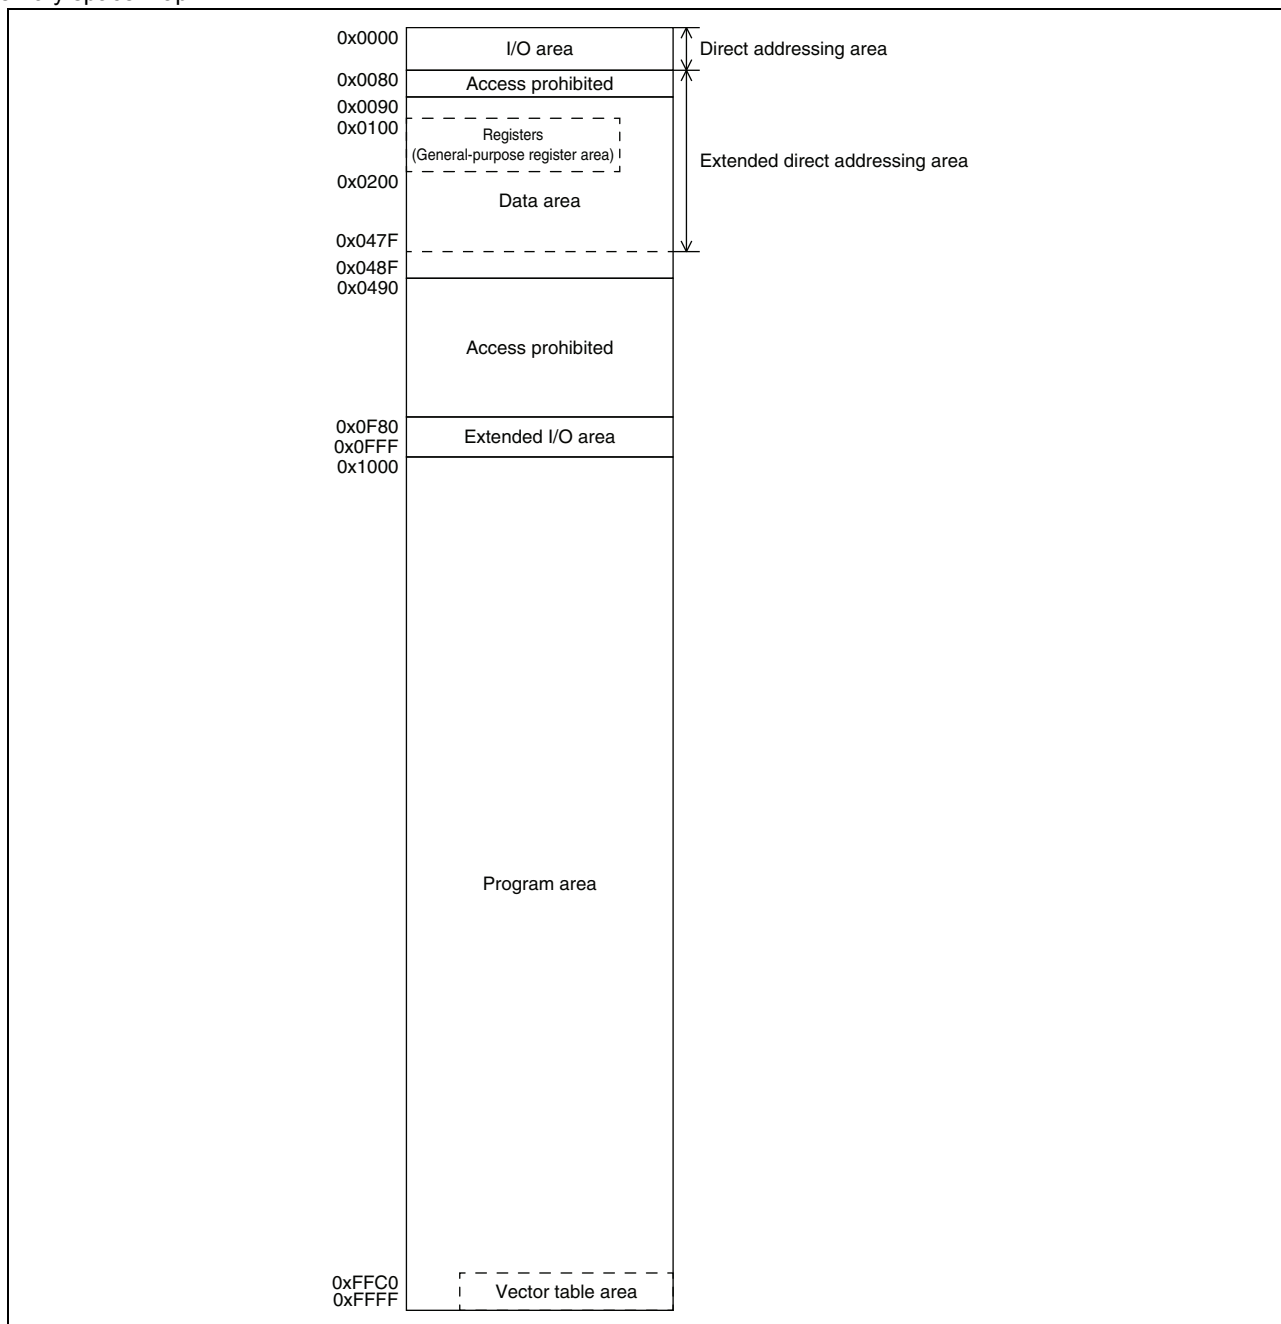 0x0000
I/O area
Direct addressing area
0x0080
Access prohibited
0x0090
0x0100
Registers
(General-purpose register area)
Extended direct addressing area
0x0200
Data area
0x047F
0x048F
0x0490
Access prohibited
0x0F80
Extended I/O area
0x0FFF
0x1000
Program area
0xFFC0
Vector table area
0xFFFF